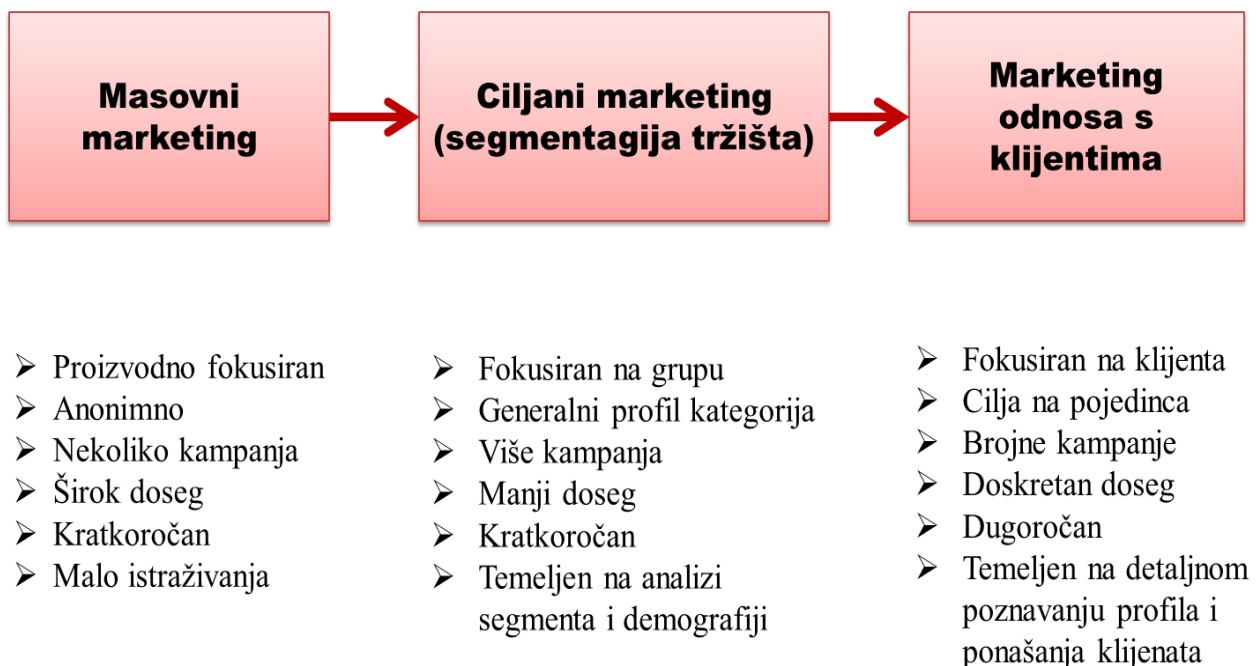 Masovni
marketing
Ciljani marketing
(segmentagija tržišta)
Marketing
odnosa s
klijentima
Proizvodno fokusiran
Anonimno
Nekoliko kampanja
Širok doseg
Kratkoročan
Malo istraživanja
Fokusiran na grupu
Generalni profil kategorija
Više kampanja
Manji doseg
Kratkoročan
Temeljen na analizi
segmenta i demografiji
Fokusiran na klijenta
Cilja na pojedinca
Brojne kampanje
Doskretan doseg
Dugoročan
Temeljen na detaljnom
poznavanju profila i
ponašanja klijenata